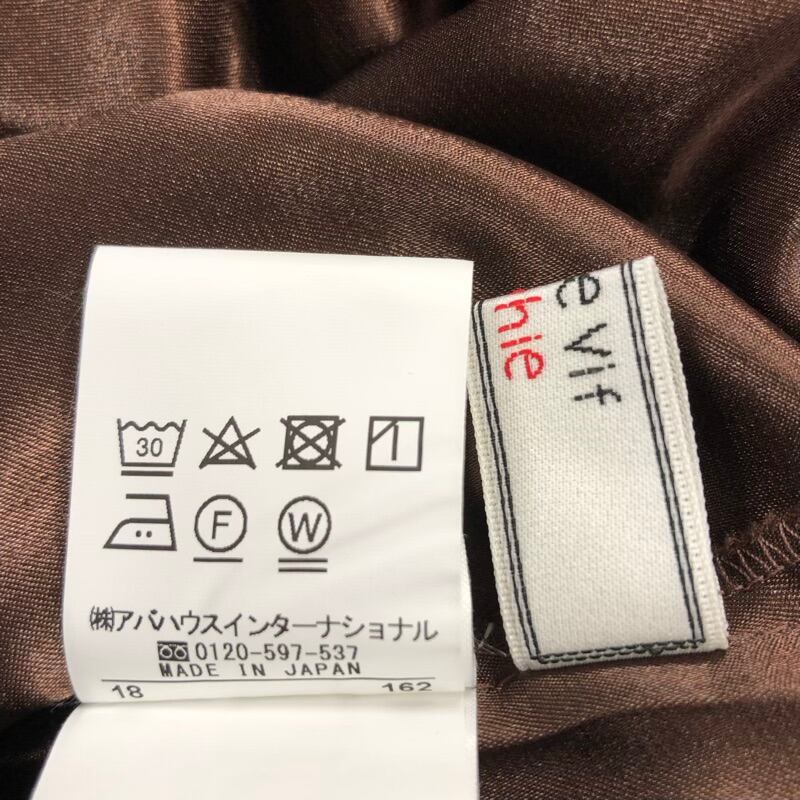 30
F
W
㈱アバハウスインターナショナル
0120-597-537
MADE IN JAPAN
18 162
e vif
hie